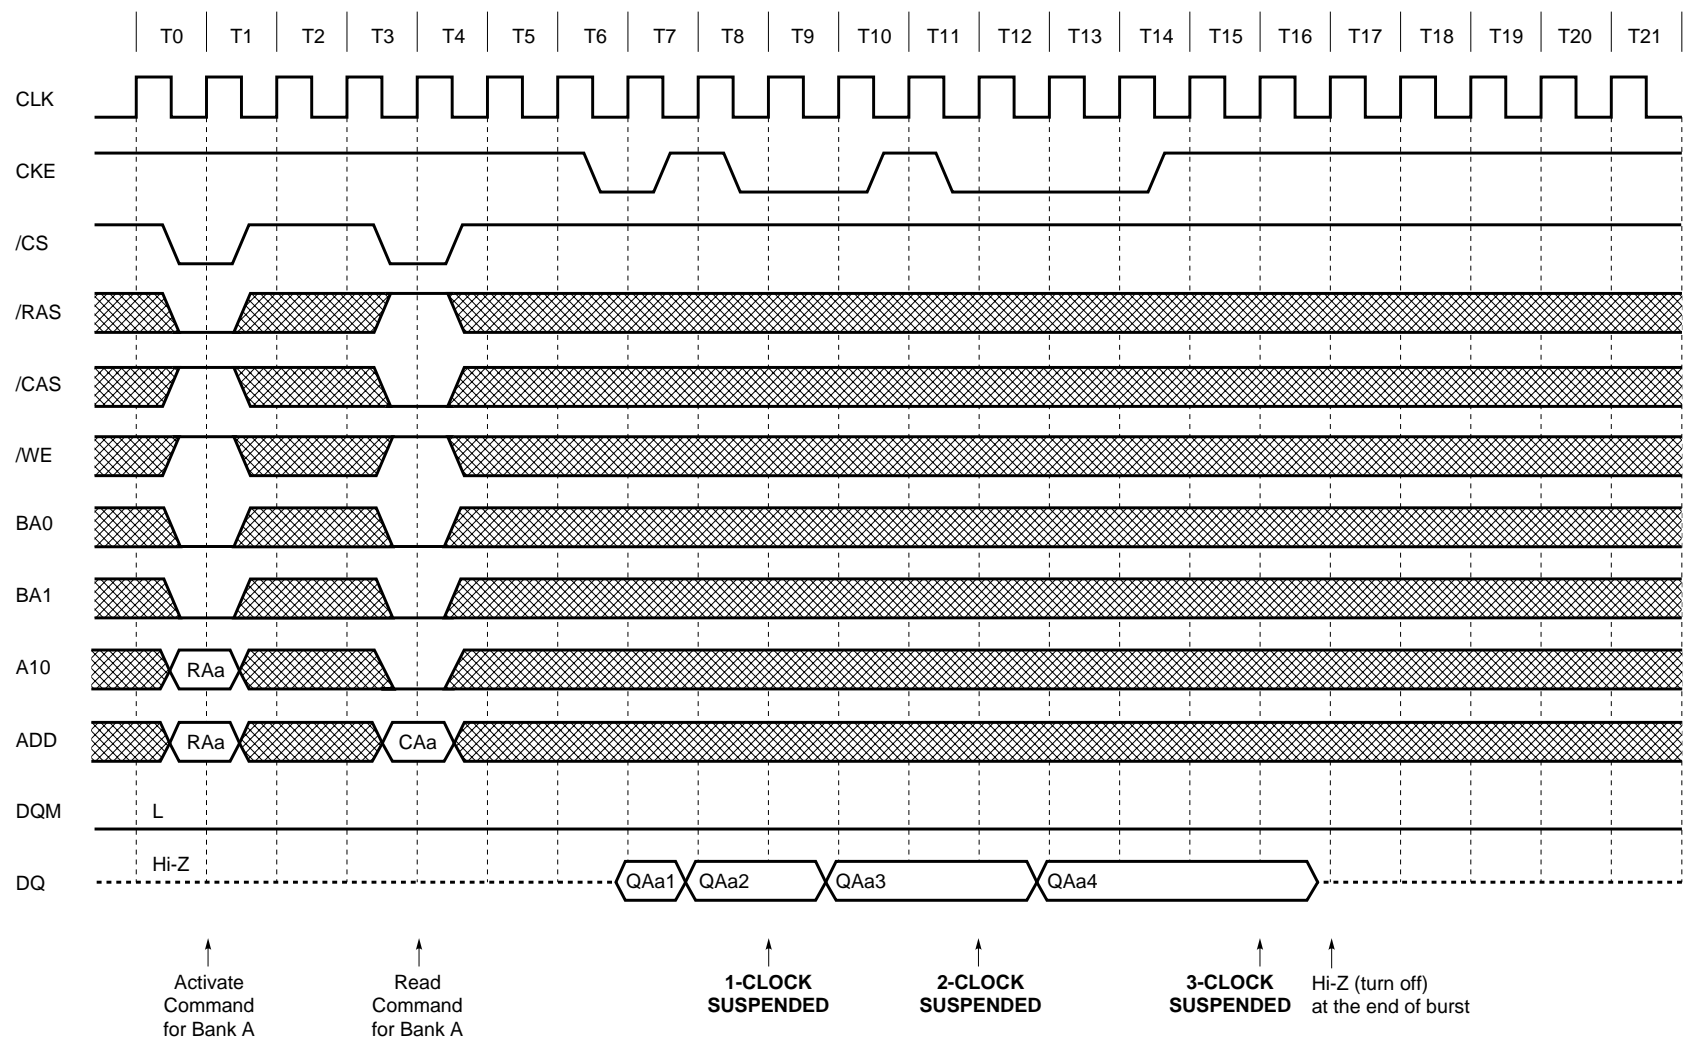 T0 T1 T2 T3 T4 T5 T6 T7 T8 T9 T10 T11 T12 T13 T14 T15 T16 T17 T18 T19 T20 T21
CLK
CKE
/CS
/RAS
/CAS
/WE
BA0
BA1
A10 RAa
ADD RAa CAa
DQM L
Hi-Z
DQ QAa1 QAa2 QAa3 QAa4
Activate
Command
for Bank A
Read
Command
for Bank A
1-CLOCK
SUSPENDED
2-CLOCK
SUSPENDED
3-CLOCK
SUSPENDED
Hi-Z (turn off)
at the end of burst